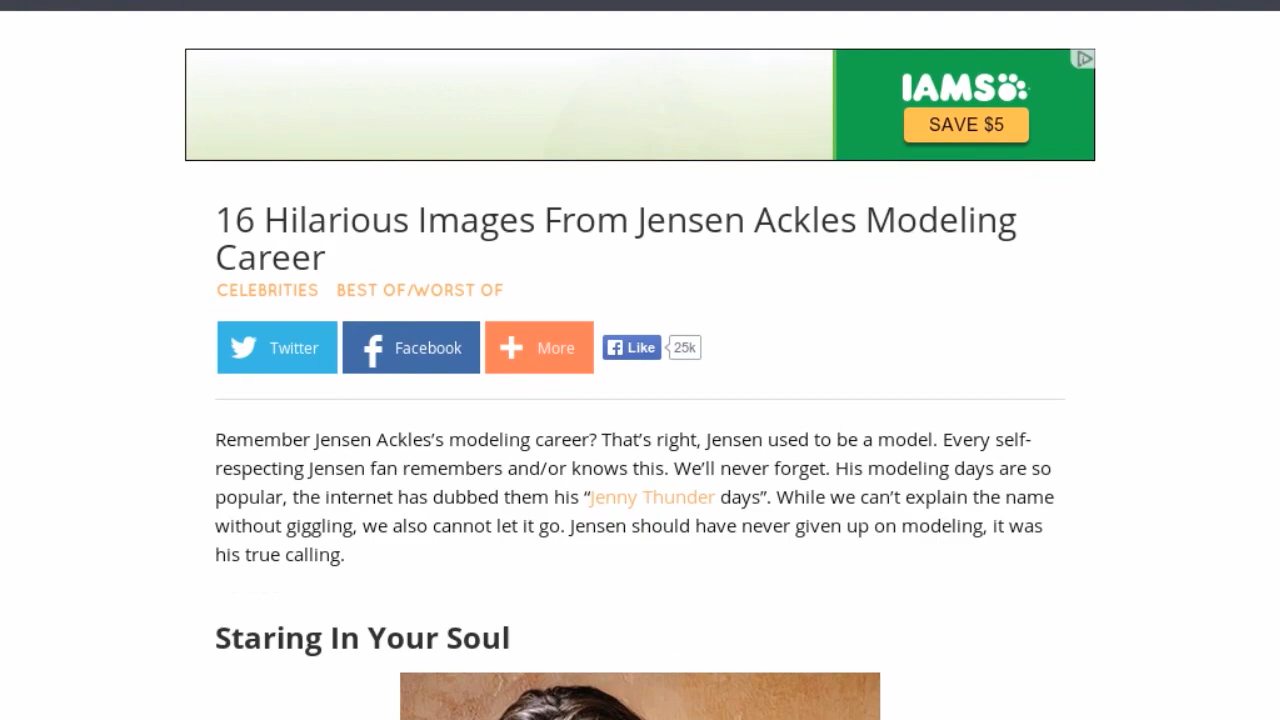 IAMS
SAVE $5
16 Hilarious Images From Jensen Ackles Modeling
Career
CELEBRITIES BEST OF/WORST OF
Twitter Facebook More Like 25k
Remember Jensen Ackles’s modeling career? That’s right, Jensen used to be a model. Every self-
respecting Jensen fan remembers and/or knows this. We’ll never forget. His modeling days are so
popular, the internet has dubbed them his “Jenny Thunder days”. While we can’t explain the name
without giggling, we also cannot let it go. Jensen should have never given up on modeling, it was
his true calling.
Staring In Your Soul